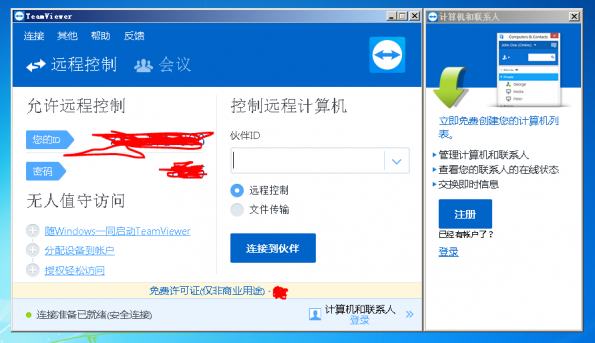 TeamViewer
连接 其他 帮助 反馈
远程控制 会议
允许远程控制
您的ID
密码
无人值守访问
随Windows一同启动TeamViewer
分配设备到帐户
授权轻松访问
控制远程计算机
伙伴ID
远程控制
文件传输
连接到伙伴
免费许可证(仅非商业用途) -
连接准备已就绪(安全连接)
计算机和联系人
登录
计算机和联系人
Computers & Contacts
John Doe (Online)
George
Media
Peter
立即免费创建您的计算机列
表。
管理计算机和联系人
查看您的联系人的在线状态
交换即时信息
注册
已经有帐户了？
登录